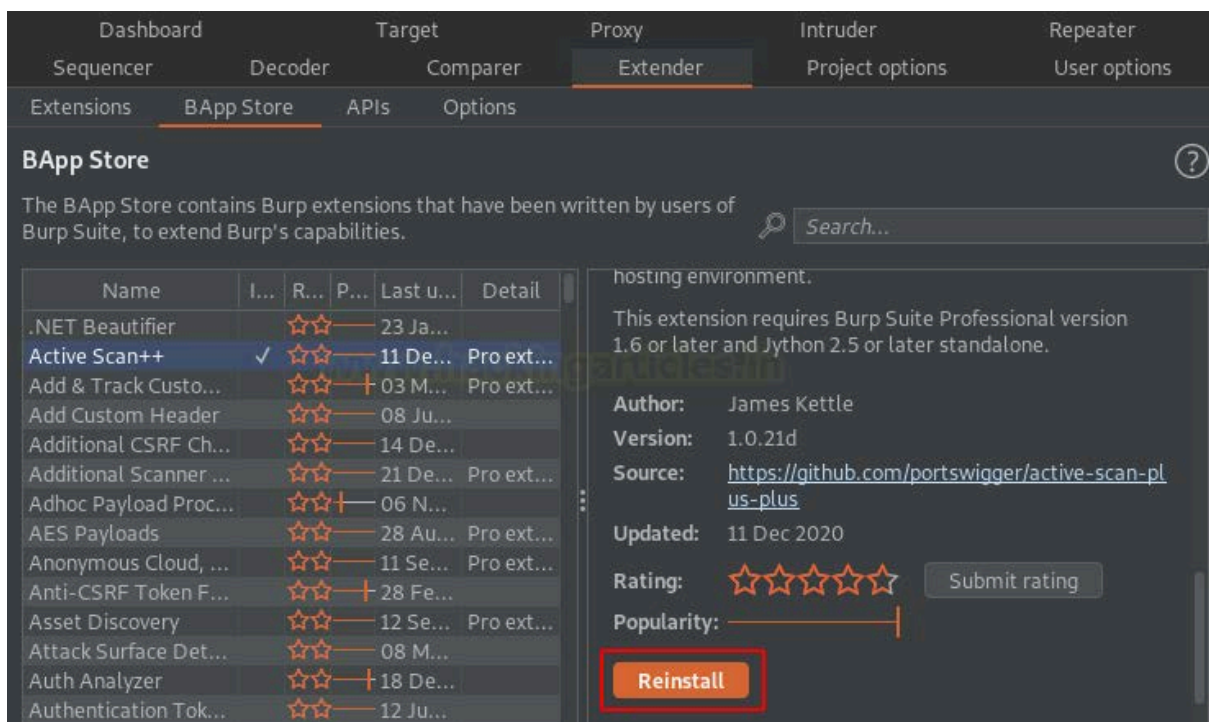 Dashboard Target Proxy Intruder Repeater
Sequencer Decoder Comparer Extender Project options User options
Extensions BApp Store APIs Options
BApp Store
?
The BApp Store contains Burp extensions that have been written by users of
Burp Suite, to extend Burp's capabilities.
Search...
Name I... R... P... Last u... Detail
.NET Beautifier 23 Ja...
Active Scan++ ✓ 11 De... Pro ext...
Add & Track Custo... 03 M... Pro ext...
Add Custom Header 08 Ju...
Additional CSRF Ch... 14 De...
Additional Scanner ... 21 De... Pro ext...
Adhoc Payload Proc... 06 N...
AES Payloads 28 Au... Pro ext...
Anonymous Cloud, ... 11 Se... Pro ext...
Anti-CSRF Token F... 28 Fe...
Asset Discovery 12 Se... Pro ext...
Attack Surface Det... 08 M...
Auth Analyzer 18 De...
Authentication Tok... 12 Ju...
hosting environment.
This extension requires Burp Suite Professional version
1.6 or later and Jython 2.5 or later standalone.
Author: James Kettle
Version: 1.0.21d
Source: https://github.com/portswigger/active-scan-pl
us-plus
Updated: 11 Dec 2020
Rating: Submit rating
Popularity:
Reinstall